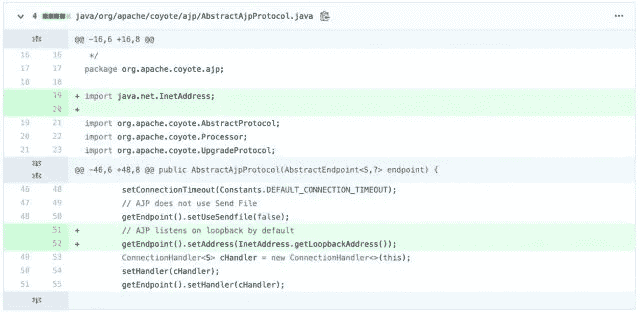 4 java/org/apache/coyote/ajp/AbstractAjpProtocol.java
@@ -16,6 +16,8 @@
16 16 */
17 17 package org.apache.coyote.ajp;
18 18
19 + import java.net.InetAddress;
20 +
19 21 import org.apache.coyote.AbstractProtocol;
20 22 import org.apache.coyote.Processor;
21 23 import org.apache.coyote.UpgradeProtocol;
@@ -46,6 +48,8 @@ public AbstractAjpProtocol(AbstractEndpoint<S,?> endpoint) {
46 48 setConnectionTimeout(Constants.DEFAULT_CONNECTION_TIMEOUT);
47 49 // AJP does not use Send File
48 50 getEndpoint().setUseSendfile(false);
51 + // AJP listens on loopback by default
52 + getEndpoint().setAddress(InetAddress.getLoopbackAddress());
49 53 ConnectionHandler<S> cHandler = new ConnectionHandler<>(this);
50 54 setHandler(cHandler);
51 55 getEndpoint().setHandler(cHandler);